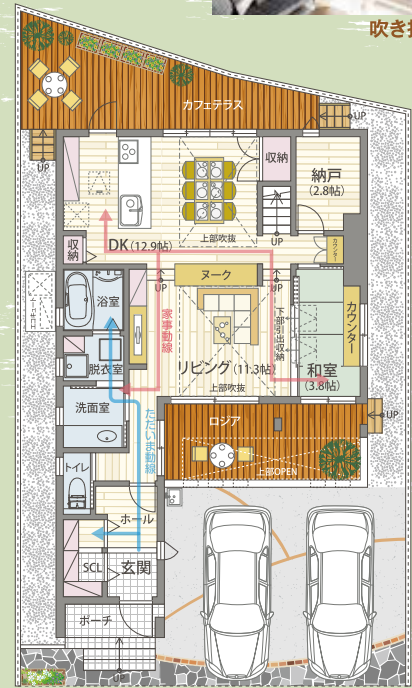 吹き抜
カフェテラス
UP
UP
収納
納戸
(2.8帖)
DK(12.9帖)
上部吹抜
UP
カウンター
収納
UP
ヌーク
UP
浴室
家事動線
下部引出収納
カウンター
脱衣室
リビング(11.3帖)
和室
(3.8帖)
上部吹抜
洗面室
ただいま動線
ロジア
UP
トイレ
上部OPEN
ホール
SCL
玄関
ポーチ
UP